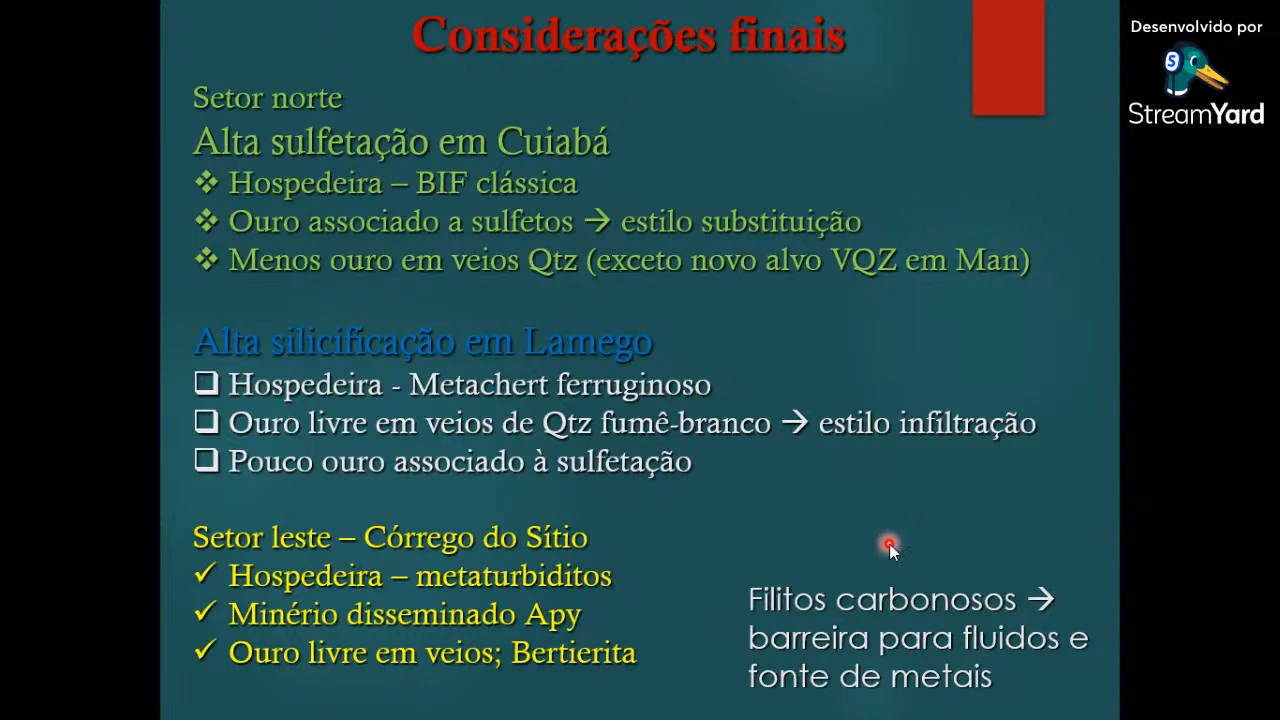 Considerações finais
Desenvolvido por
StreamYard
Setor norte
Alta sulfetação em Cuiabá
❖ Hospedeira – BIF clássica
❖ Ouro associado a sulfetos → estilo substituição
❖ Menos ouro em veios Qtz (exceto novo alvo VQZ em Man)
Alta silicificação em Lamego
❑ Hospedeira - Metachert ferruginoso
❑ Ouro livre em veios de Qtz fumê-branco → estilo infiltração
❑ Pouco ouro associado à sulfetação
Setor leste – Córrego do Sítio
✓ Hospedeira – metaturbiditos
✓ Minério disseminado Apy
✓ Ouro livre em veios; Bertierita
Filitos carbonosos →
barreira para fluidos e
fonte de metais